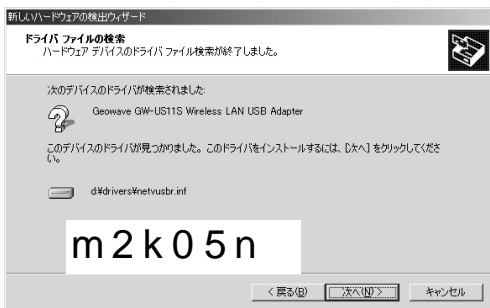 新しいハードウェアの検出ウィザード
ドライバ ファイルの検索
ハードウェア デバイスのドライバ ファイル検索が終了しました。
次のデバイスのドライバが検索されました:
Geowave GW-US11S Wireless LAN USB Adapter
このデバイスのドライバが見つかりました。このドライバをインストールするには、[次へ] をクリックしてくださ
い。
d:¥drivers¥netvusbr.inf
m2k05n
< 戻る(B)  次へ(N) >  キャンセル